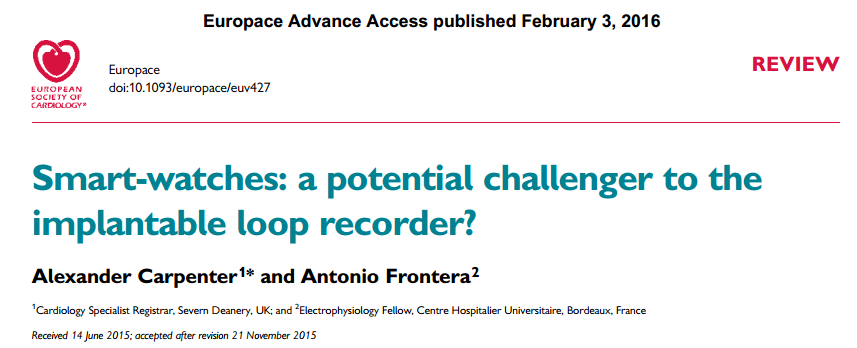 Europace Advance Access published February 3, 2016
EUROPEAN
SOCIETY OF
CARDIOLOGY®
Europace
doi:10.1093/europace/euv427
REVIEW
Smart-watches: a potential challenger to the
implantable loop recorder?
Alexander Carpenter1* and Antonio Frontera2
1Cardiology Specialist Registrar, Severn Deanery, UK; and 2Electrophysiology Fellow, Centre Hospitalier Universitaire, Bordeaux, France
Received 14 June 2015; accepted after revision 21 November 2015